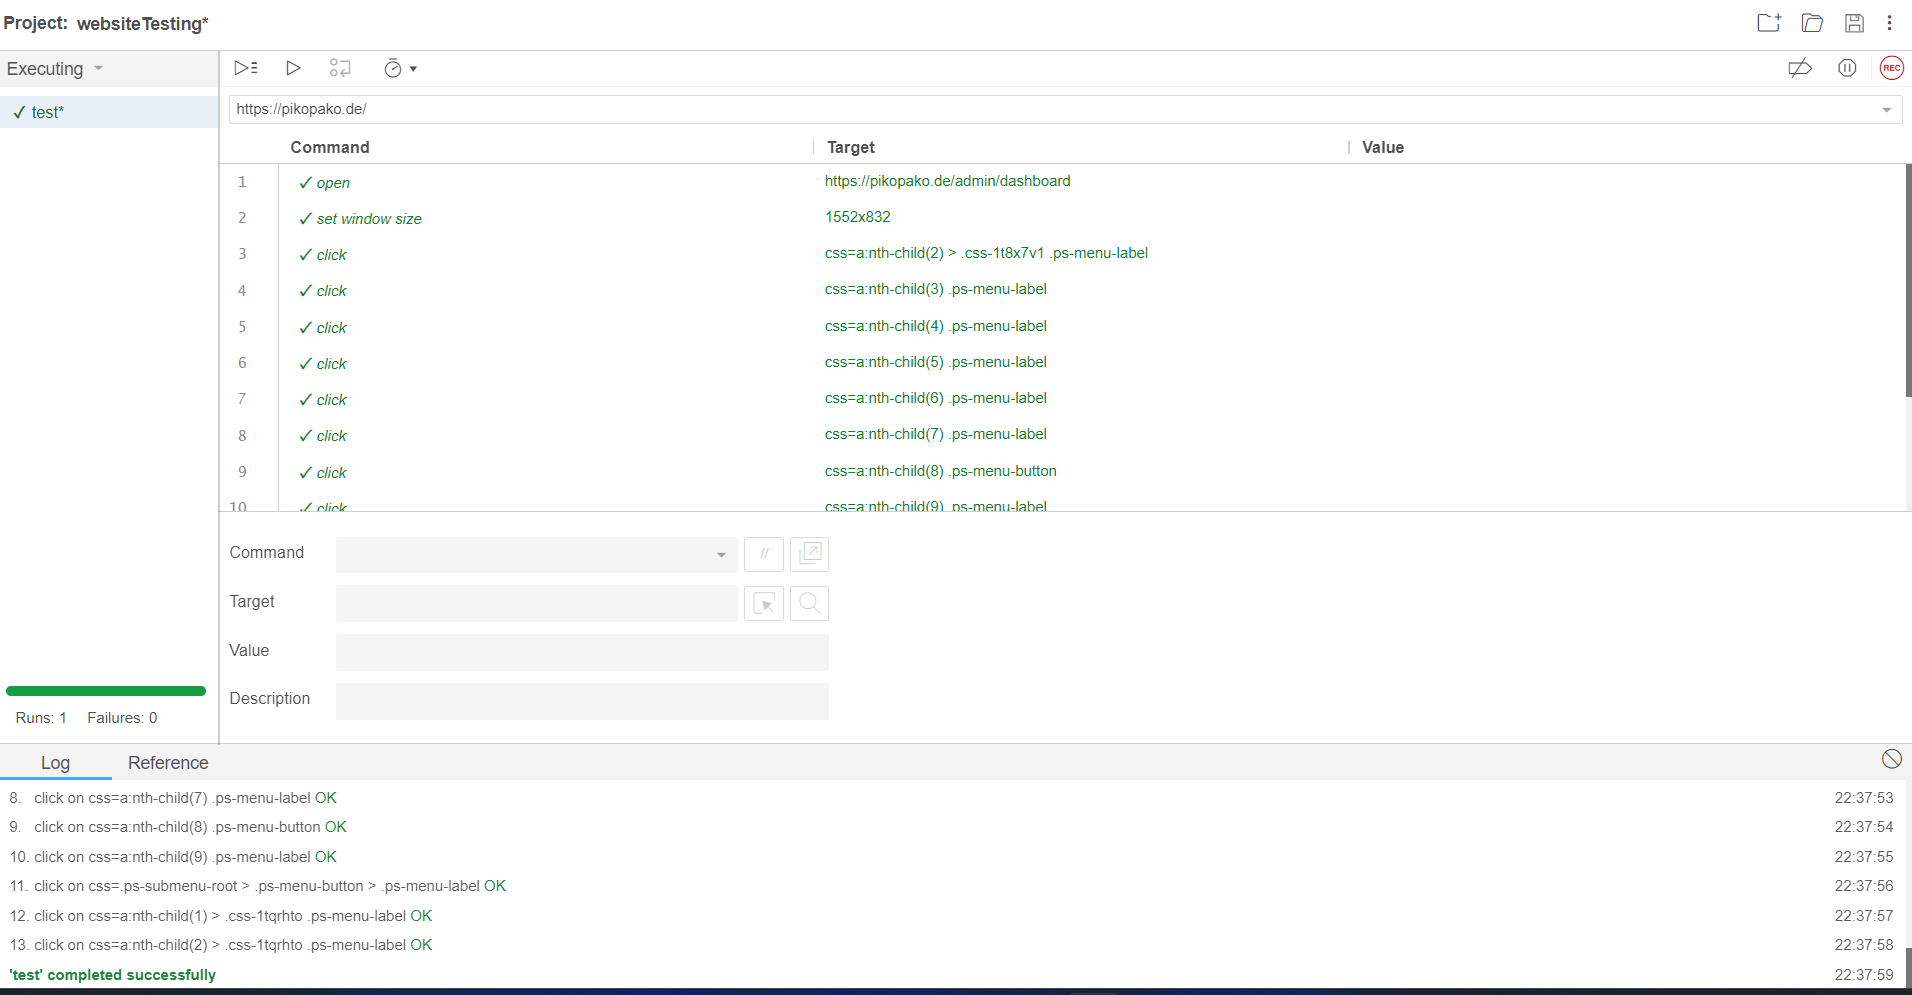 Project: websiteTesting*
Executing
REC
✓ test*
https://pikopako.de/
Command Target Value
1 ✓ open https://pikopako.de/admin/dashboard
2 ✓ set window size 1552x832
3 ✓ click css=a:nth-child(2) > .css-1t8x7v1 .ps-menu-label
4 ✓ click css=a:nth-child(3) .ps-menu-label
5 ✓ click css=a:nth-child(4) .ps-menu-label
6 ✓ click css=a:nth-child(5) .ps-menu-label
7 ✓ click css=a:nth-child(6) .ps-menu-label
8 ✓ click css=a:nth-child(7) .ps-menu-label
9 ✓ click css=a:nth-child(8) .ps-menu-button
10 ✓ click css=a:nth-child(9) .ps-menu-label
Command //
Target
Value
Description
Runs: 1 Failures: 0
Log Reference
8. click on css=a:nth-child(7) .ps-menu-label OK 22:37:53
9. click on css=a:nth-child(8) .ps-menu-button OK 22:37:54
10. click on css=a:nth-child(9) .ps-menu-label OK 22:37:55
11. click on css=.ps-submenu-root > .ps-menu-button > .ps-menu-label OK 22:37:56
12. click on css=a:nth-child(1) > .css-1tqrhto .ps-menu-label OK 22:37:57
13. click on css=a:nth-child(2) > .css-1tqrhto .ps-menu-label OK 22:37:58
'test' completed successfully 22:37:59